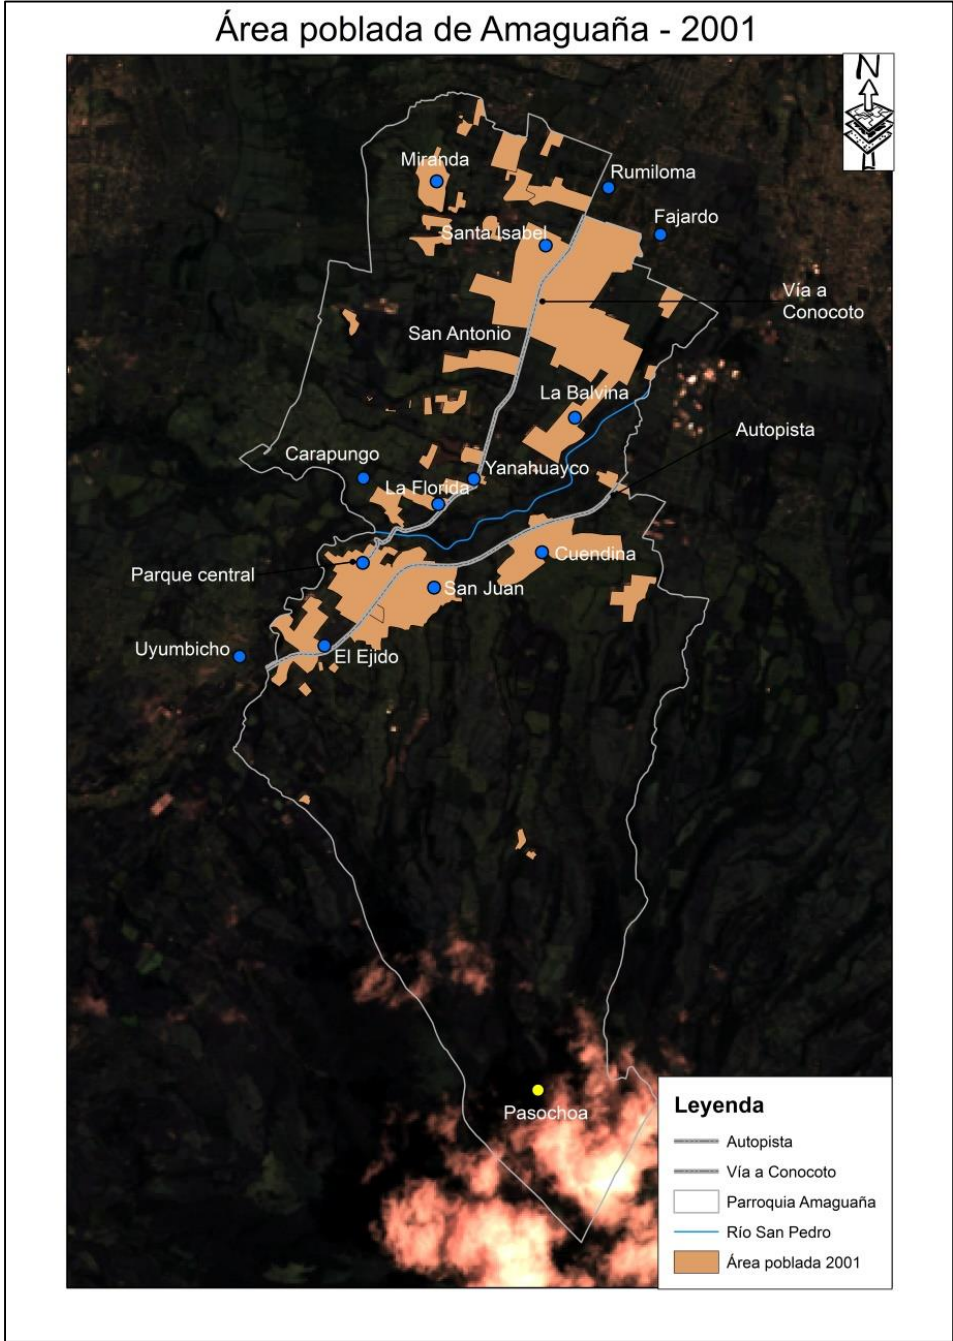 Área poblada de Amaguaña - 2001
N
Miranda
Rumiloma
Fajardo
Santa Isabel
Vía a
Conocoto
San Antonio
La Balvina
Autopista
Carapungo
Yanahuayco
La Florida
Cuendina
Parque central
San Juan
Uyumbicho
El Ejido
Pasochoa
Leyenda
Autopista
Vía a Conocoto
Parroquia Amaguaña
Río San Pedro
Área poblada 2001